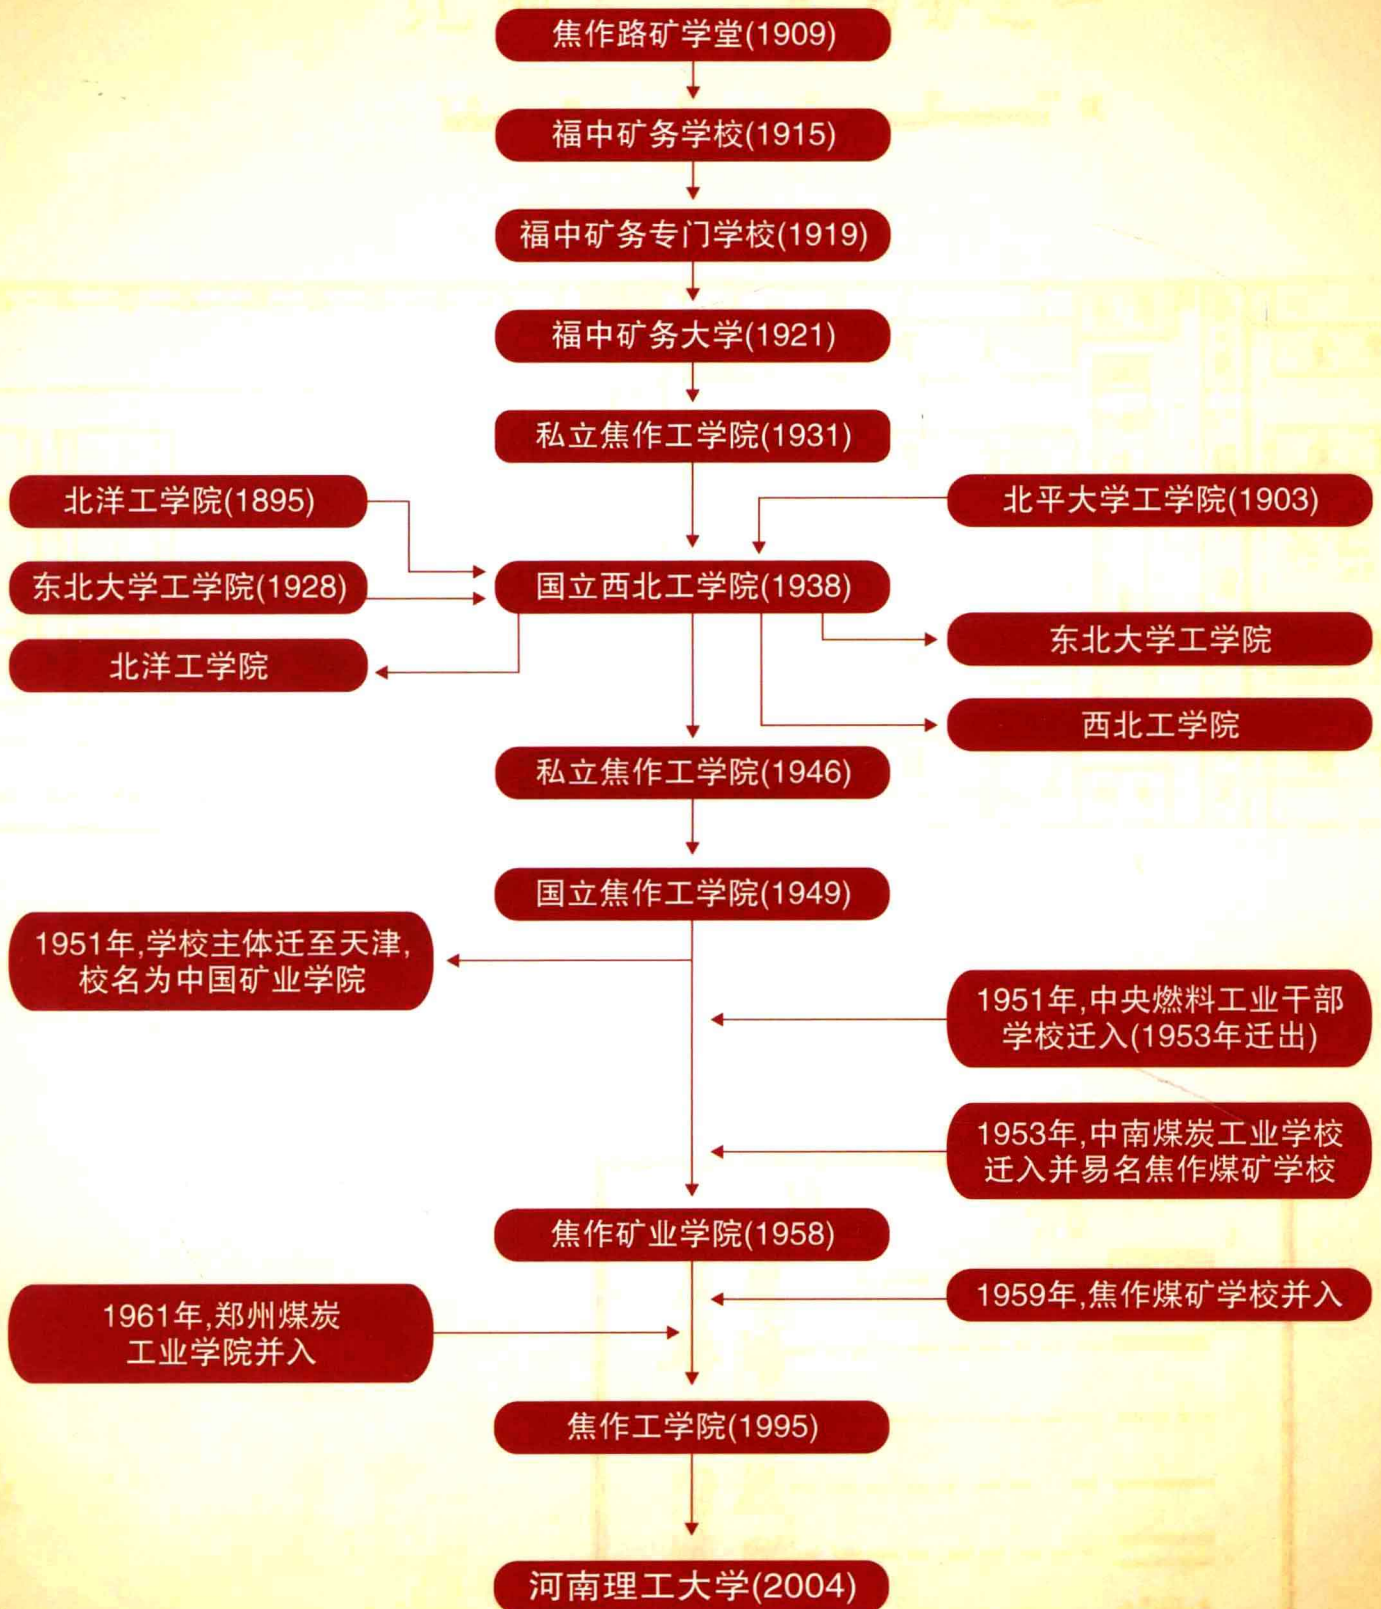 焦作路矿学堂(1909)
福中矿务学校(1915)
福中矿务专门学校(1919)
福中矿务大学(1921)
私立焦作工学院(1931)
北洋工学院(1895)
北平大学工学院(1903)
东北大学工学院(1928)
国立西北工学院(1938)
北洋工学院
东北大学工学院
西北工学院
私立焦作工学院(1946)
国立焦作工学院(1949)
1951年,学校主体迁至天津,
校名为中国矿业学院
1951年,中央燃料工业干部
学校迁入(1953年迁出)
1953年,中南煤炭工业学校
迁入并易名焦作煤矿学校
焦作矿业学院(1958)
1959年,焦作煤矿学校并入
1961年,郑州煤炭
工业学院并入
焦作工学院(1995)
河南理工大学(2004)